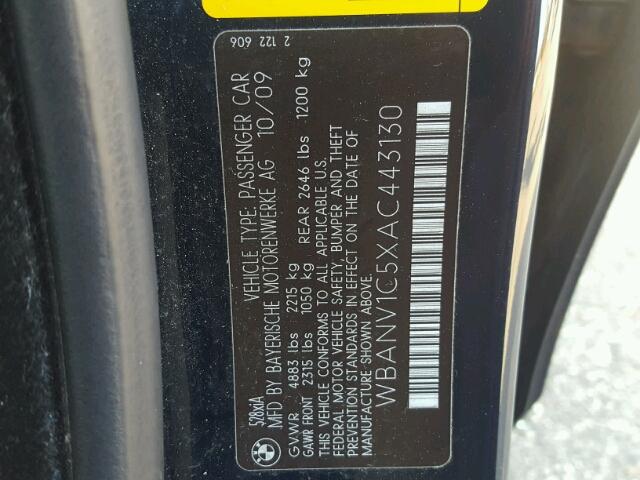 528xiA VEHICLE TYPE: PASSENGER CAR 2 122 606
MFD BY BAYERISCHE MOTORENWERKE AG 10/09
GVWR 4883 lbs 2215 kg
GAWR FRONT 2315 lbs 1050 kg REAR 2646 lbs 1200 kg
THIS VEHICLE CONFORMS TO ALL APPLICABLE U.S.
FEDERAL MOTOR VEHICLE SAFETY, BUMPER AND THEFT
PREVENTION STANDARDS IN EFFECT ON THE DATE OF
MANUFACTURE SHOWN ABOVE.
WBANV1C5XAC443130